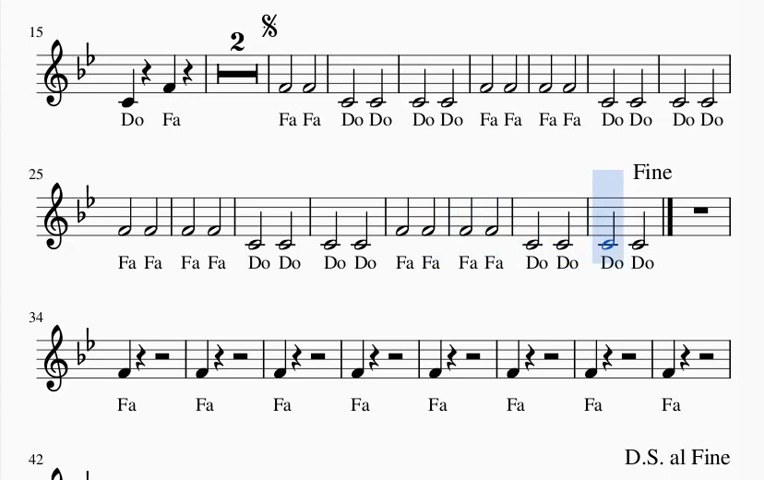 15
2
Do Fa Fa Fa Do Do Do Do Fa Fa Fa Fa Do Do Do Do
25
Fine
Fa Fa Fa Fa Do Do Do Do Fa Fa Fa Fa Do Do Do Do
34
Fa Fa Fa Fa Fa Fa Fa Fa
42
D.S. al Fine